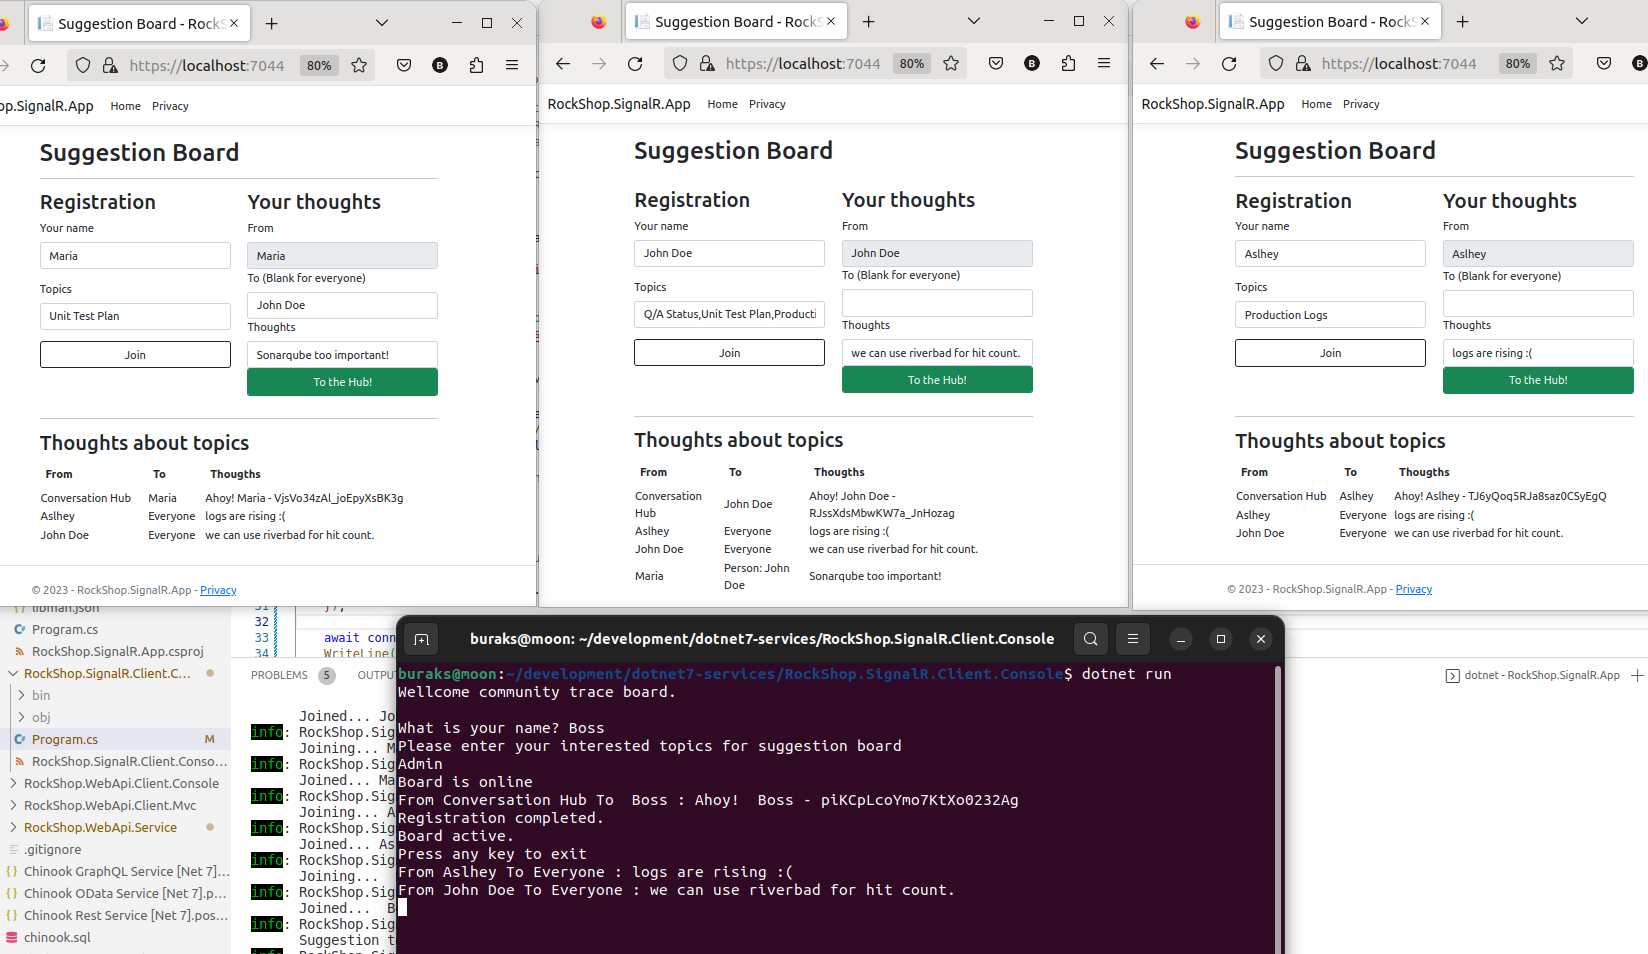 Suggestion Board - RockS
https://localhost:7044
80%
B
op.SignalR.App
Home
Privacy
Suggestion Board
Registration
Your name
Maria
Topics
Unit Test Plan
Join
Your thoughts
From
Maria
To (Blank for everyone)
John Doe
Thoughts
Sonarqube too important!
To the Hub!
Thoughts about topics
From To Thougths
Conversation Hub Maria Ahoy! Maria - VjsVo34zAl_joEpyXsBK3g
Aslhey Everyone logs are rising :(
John Doe Everyone we can use riverbad for hit count.
© 2023 - RockShop.SignalR.App - Privacy
Suggestion Board - RockS
https://localhost:7044
80%
B
RockShop.SignalR.App
Home
Privacy
Suggestion Board
Registration
Your name
John Doe
Topics
Q/A Status,Unit Test Plan,Producti
Join
Your thoughts
From
John Doe
To (Blank for everyone)
Thoughts
we can use riverbad for hit count.
To the Hub!
Thoughts about topics
From To Thougths
Conversation Hub John Doe Ahoy! John Doe - RJssXdsMbwKW7a_JnHozag
Aslhey Everyone logs are rising :(
John Doe Everyone we can use riverbad for hit count.
Maria Person: John Doe Sonarqube too important!
Suggestion Board - RockS
https://localhost:7044
80%
B
RockShop.SignalR.App
Home
Privacy
Suggestion Board
Registration
Your name
Aslhey
Topics
Production Logs
Join
Your thoughts
From
Aslhey
To (Blank for everyone)
Thoughts
logs are rising :(
To the Hub!
Thoughts about topics
From To Thougths
Conversation Hub Aslhey Ahoy! Aslhey - TJ6yQoq5RJa8saz0CSyEgQ
Aslhey Everyone logs are rising :(
John Doe Everyone we can use riverbad for hit count.
© 2023 - RockShop.SignalR.App - Privacy
libman.json
Program.cs
RockShop.SignalR.App.csproj
RockShop.SignalR.Client.C...
bin
obj
Program.cs M
RockShop.SignalR.Client.Conso...
RockShop.WebApi.Client.Console
RockShop.WebApi.Client.Mvc
RockShop.WebApi.Service
.gitignore
Chinook GraphQL Service [Net 7]...
Chinook OData Service [Net 7].p...
Chinook Rest Service [Net 7].pos...
chinook.sql
31 });
32
33 await conn
34 WriteLine(
PROBLEMS 5 OUTPU
dotnet - RockShop.SignalR.App
Joined... Jo
info: RockShop.Sig
Joining... M
info: RockShop.Sig
Joined... Ma
info: RockShop.Sig
Joining... A
info: RockShop.Sig
Joined... As
info: RockShop.Sig
Joining...
info: RockShop.Sig
Joined... B
info: RockShop.Sig
Suggestion t
info: RockShop.Sig
buraks@moon: ~/development/dotnet7-services/RockShop.SignalR.Client.Console
buraks@moon:~/development/dotnet7-services/RockShop.SignalR.Client.Console$ dotnet run
Wellcome community trace board.
What is your name? Boss
Please enter your interested topics for suggestion board
Admin
Board is online
From Conversation Hub To  Boss : Ahoy!  Boss - piKCpLcoYmo7KtXo0232Ag
Registration completed.
Board active.
Press any key to exit
From Aslhey To Everyone : logs are rising :(
From John Doe To Everyone : we can use riverbad for hit count.